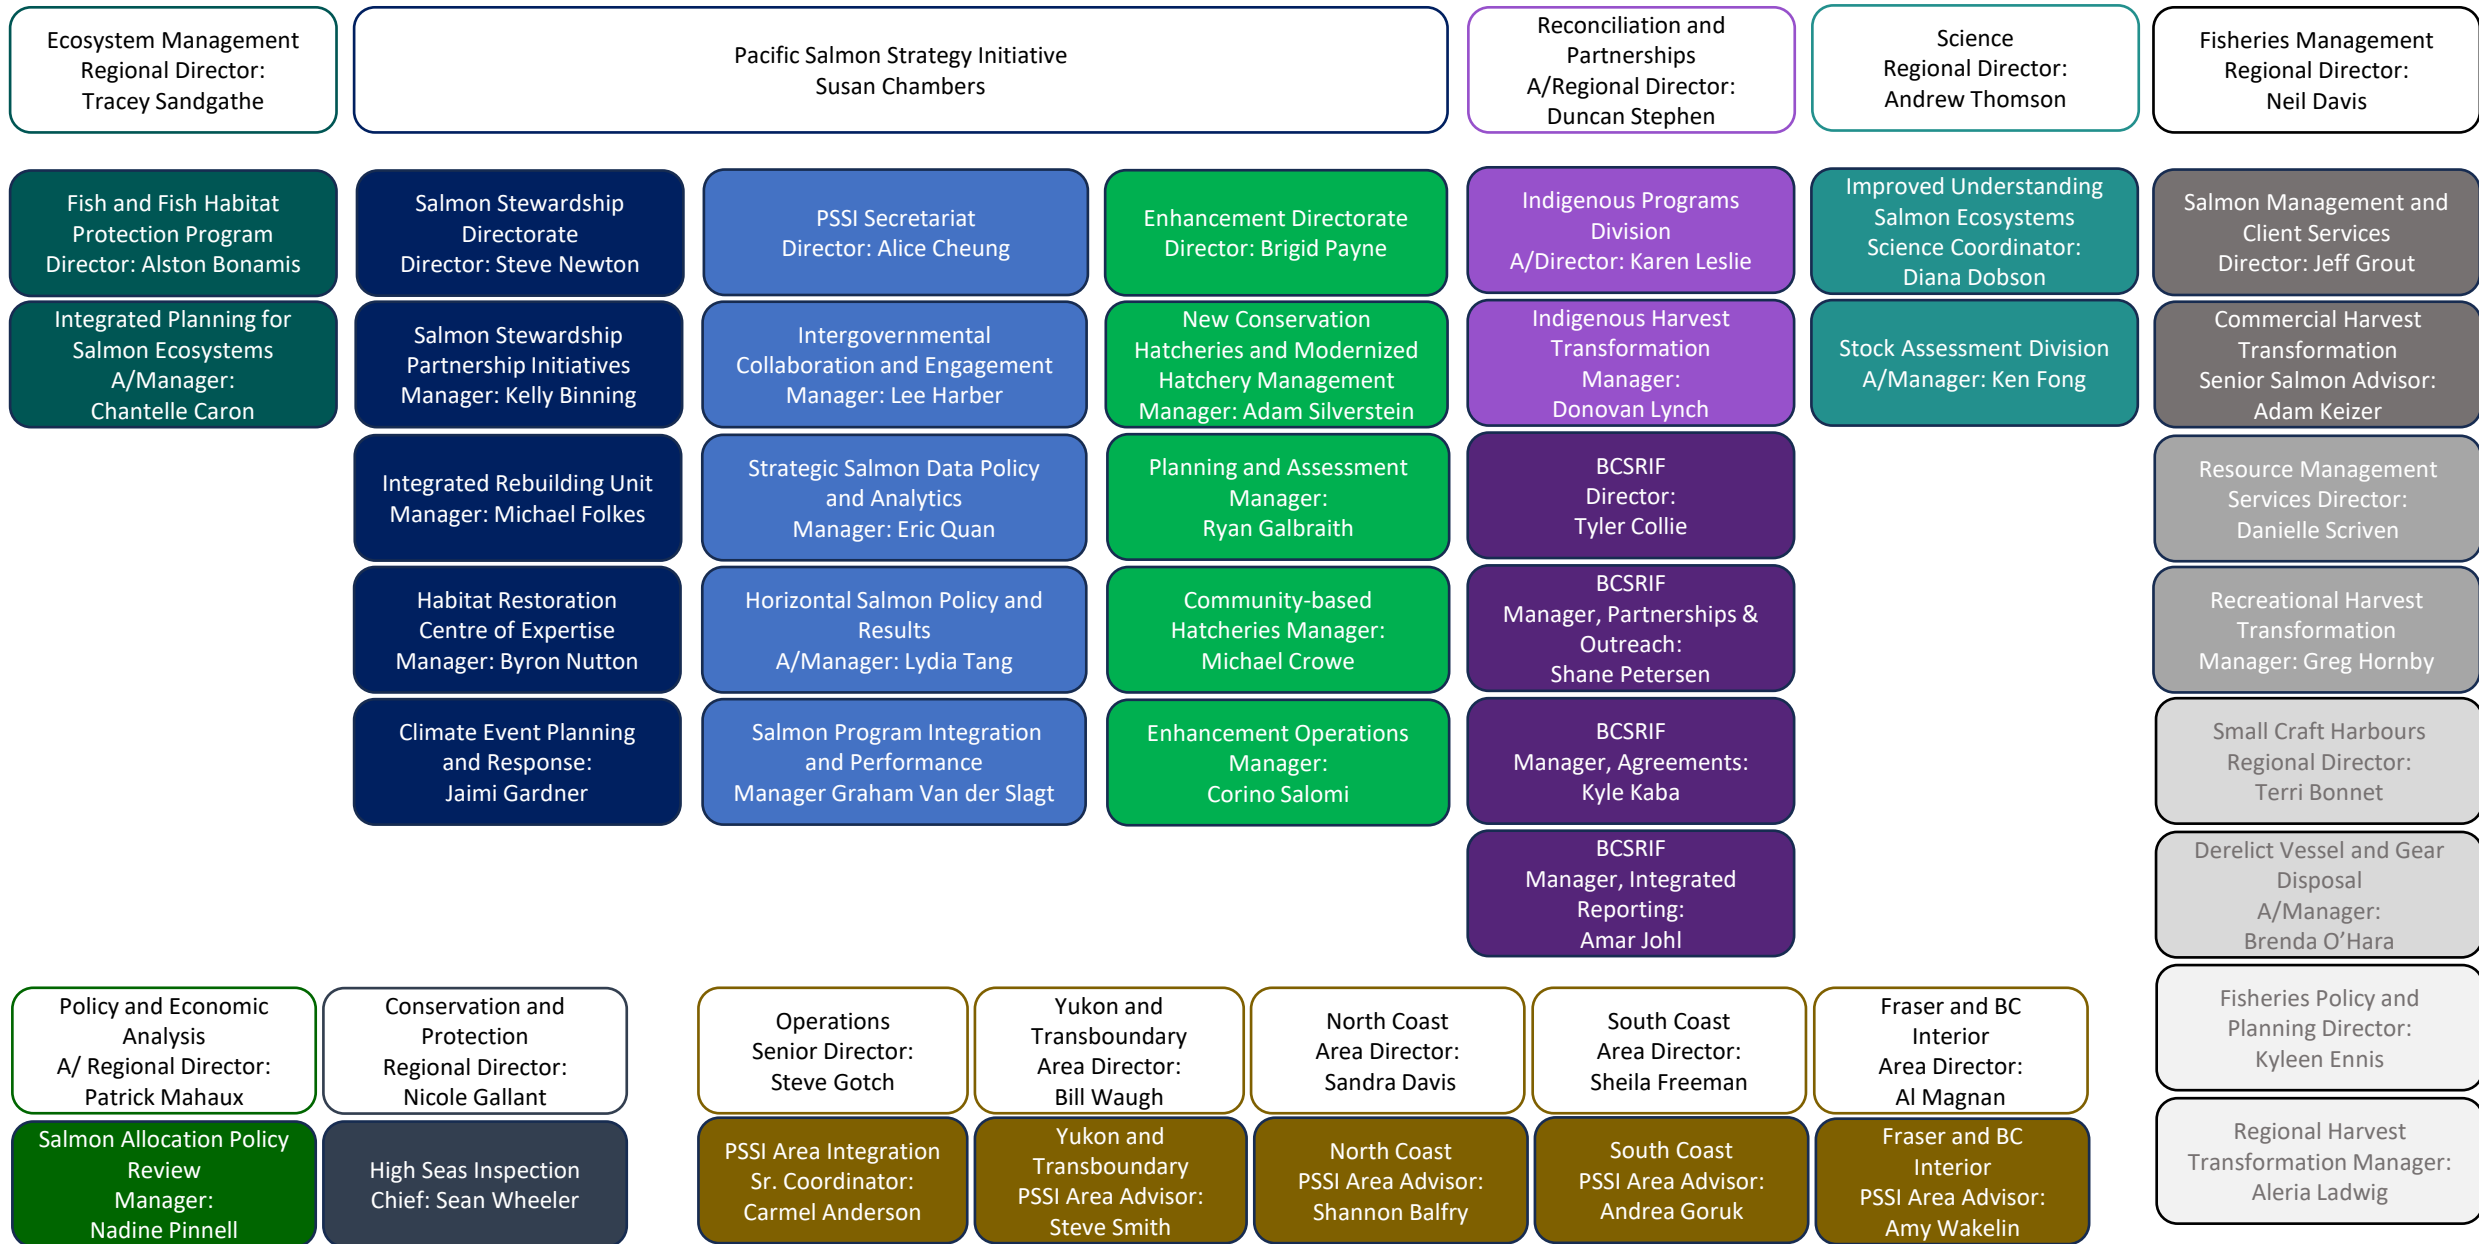 Ecosystem Management
Regional Director:
Tracey Sandgathe
Pacific Salmon Strategy Initiative
Susan Chambers
Reconciliation and
Partnerships
A/Regional Director:
Duncan Stephen
Science
Regional Director:
Andrew Thomson
Fisheries Management
Regional Director:
Neil Davis
Fish and Fish Habitat
Protection Program
Director: Alston Bonamis
Integrated Planning for
Salmon Ecosystems
A/Manager:
Chantelle Caron
Salmon Stewardship
Directorate
Director: Steve Newton
Salmon Stewardship
Partnership Initiatives
Manager: Kelly Binning
Integrated Rebuilding Unit
Manager: Michael Folkes
Habitat Restoration
Centre of Expertise
Manager: Byron Nutton
Climate Event Planning
and Response:
Jaimi Gardner
PSSI Secretariat
Director: Alice Cheung
Intergovernmental
Collaboration and Engagement
Manager: Lee Harber
Strategic Salmon Data Policy
and Analytics
Manager: Eric Quan
Horizontal Salmon Policy and
Results
A/Manager: Lydia Tang
Salmon Program Integration
and Performance
Manager Graham Van der Slagt
Enhancement Directorate
Director: Brigid Payne
New Conservation
Hatcheries and Modernized
Hatchery Management
Manager: Adam Silverstein
Planning and Assessment
Manager:
Ryan Galbraith
Community-based
Hatcheries Manager:
Michael Crowe
Enhancement Operations
Manager:
Corino Salomi
Indigenous Programs
Division
A/Director: Karen Leslie
Indigenous Harvest
Transformation
Manager:
Donovan Lynch
BCSRIF
Director:
Tyler Collie
BCSRIF
Manager, Partnerships &
Outreach:
Shane Petersen
BCSRIF
Manager, Agreements:
Kyle Kaba
BCSRIF
Manager, Integrated
Reporting:
Amar Johl
Improved Understanding
Salmon Ecosystems
Science Coordinator:
Diana Dobson
Stock Assessment Division
A/Manager: Ken Fong
Salmon Management and
Client Services
Director: Jeff Grout
Commercial Harvest
Transformation
Senior Salmon Advisor:
Adam Keizer
Resource Management
Services Director:
Danielle Scriven
Recreational Harvest
Transformation
Manager: Greg Hornby
Small Craft Harbours
Regional Director:
Terri Bonnet
Derelict Vessel and Gear
Disposal
A/Manager:
Brenda O’Hara
Fisheries Policy and
Planning Director:
Kyleen Ennis
Regional Harvest
Transformation Manager:
Aleria Ladwig
Policy and Economic
Analysis
A/ Regional Director:
Patrick Mahaux
Salmon Allocation Policy
Review
Manager:
Nadine Pinnell
Conservation and
Protection
Regional Director:
Nicole Gallant
High Seas Inspection
Chief: Sean Wheeler
Operations
Senior Director:
Steve Gotch
PSSI Area Integration
Sr. Coordinator:
Carmel Anderson
Yukon and
Transboundary
Area Director:
Bill Waugh
Yukon and
Transboundary
PSSI Area Advisor:
Steve Smith
North Coast
Area Director:
Sandra Davis
North Coast
PSSI Area Advisor:
Shannon Balfry
South Coast
Area Director:
Sheila Freeman
South Coast
PSSI Area Advisor:
Andrea Goruk
Fraser and BC
Interior
Area Director:
Al Magnan
Fraser and BC
Interior
PSSI Area Advisor:
Amy Wakelin